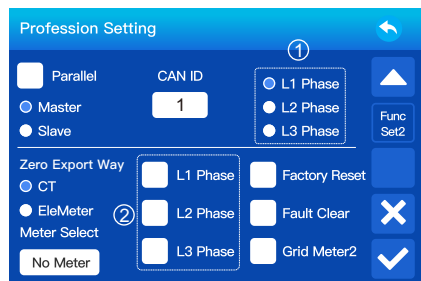 Profession Setting
①
Parallel CAN ID L1 Phase
Master 1 L2 Phase Func
Slave L3 Phase Set2
Zero Export Way L1 Phase Factory Reset
CT
EleMeter ② L2 Phase Fault Clear
Meter Select
No Meter L3 Phase Grid Meter2